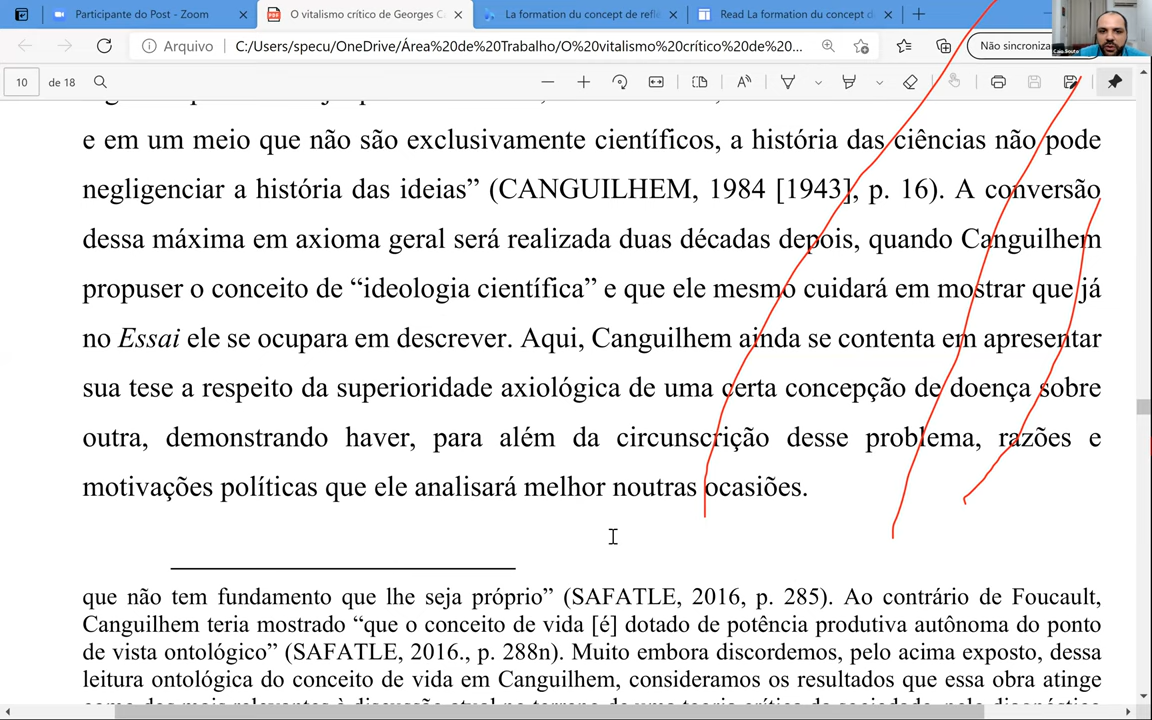 Participante do Post - Zoom
O vitalismo crítico de Georges C
La formation du concept de refle
Read La formation du concept d
Arquivo
C:/Users/specu/OneDrive/Área%20de%20Trabalho/O%20vitalismo%20crítico%20de%20...
Não sincroniza
Caio Souto
10 de 18
e em um meio que não são exclusivamente científicos, a história das ciências não pode
negligenciar a história das ideias” (CANGUILHEM, 1984 [1943], p. 16). A conversão
dessa máxima em axioma geral será realizada duas décadas depois, quando Canguilhem
propuser o conceito de “ideologia científica” e que ele mesmo cuidará em mostrar que já
no Essai ele se ocupara em descrever. Aqui, Canguilhem ainda se contenta em apresentar
sua tese a respeito da superioridade axiológica de uma certa concepção de doença sobre
outra, demonstrando haver, para além da circunscrição desse problema, razões e
motivações políticas que ele analisará melhor noutras ocasiões.
que não tem fundamento que lhe seja próprio” (SAFATLE, 2016, p. 285). Ao contrário de Foucault,
Canguilhem teria mostrado “que o conceito de vida [é] dotado de potência produtiva autônoma do ponto
de vista ontológico” (SAFATLE, 2016., p. 288n). Muito embora discordemos, pelo acima exposto, dessa
leitura ontológica do conceito de vida em Canguilhem, consideramos os resultados que essa obra atinge